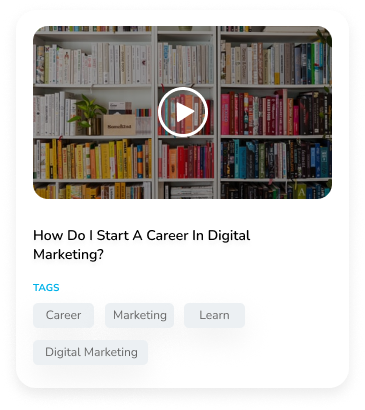 How Do I Start A Career In Digital
Marketing?
TAGS
Career Marketing Learn
Digital Marketing